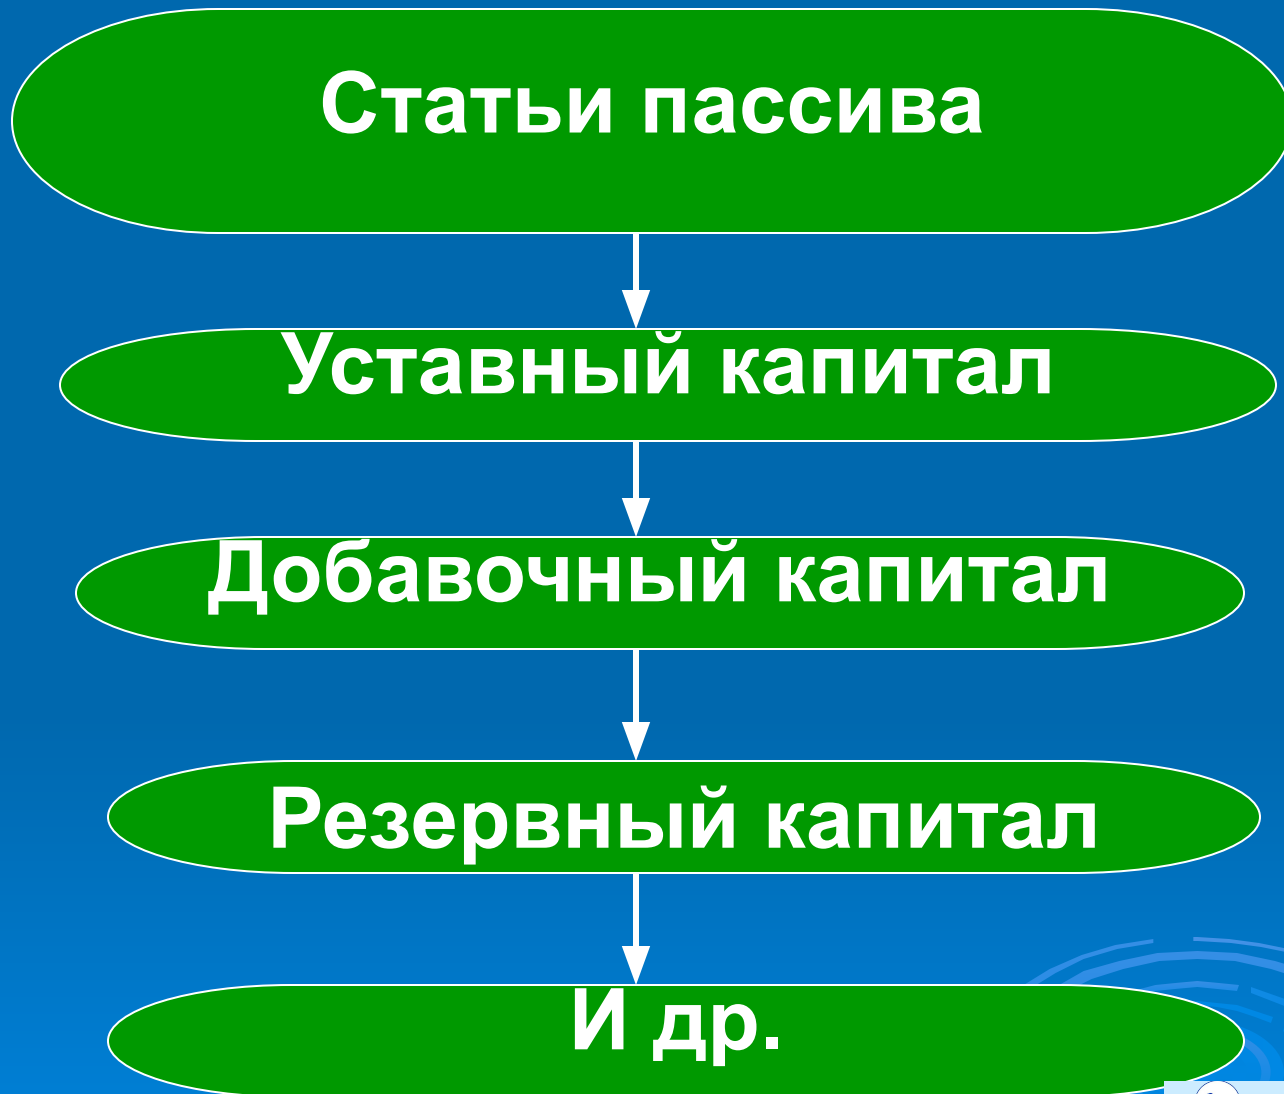 Статьи пассива
Уставный капитал
Добавочный капитал
Резервный капитал
И др.